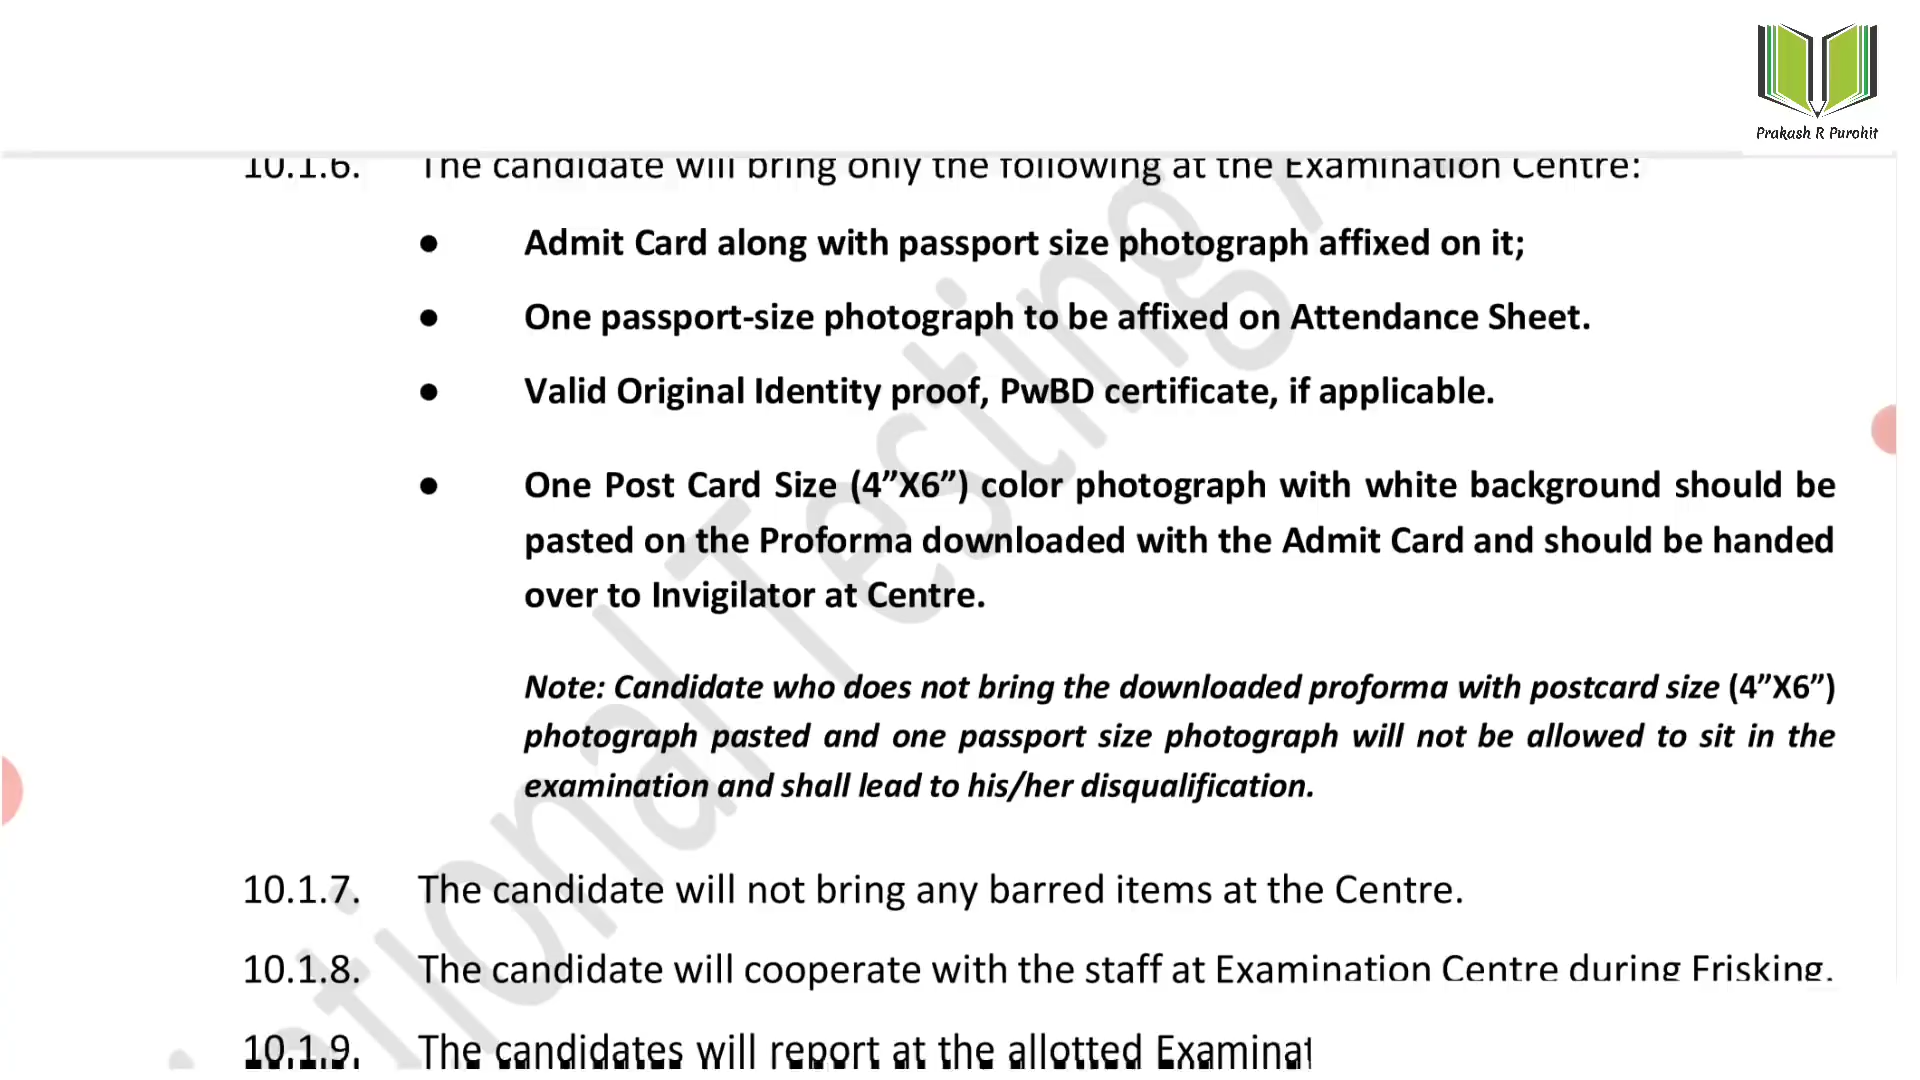 Prakash R Purohit
10.1.6. The candidate will bring only the following at the Examination Centre:
● Admit Card along with passport size photograph affixed on it;
● One passport-size photograph to be affixed on Attendance Sheet.
● Valid Original Identity proof, PwBD certificate, if applicable.
● One Post Card Size (4”X6”) color photograph with white background should be
pasted on the Proforma downloaded with the Admit Card and should be handed
over to Invigilator at Centre.
Note: Candidate who does not bring the downloaded proforma with postcard size (4”X6”)
photograph pasted and one passport size photograph will not be allowed to sit in the
examination and shall lead to his/her disqualification.
10.1.7. The candidate will not bring any barred items at the Centre.
10.1.8. The candidate will cooperate with the staff at Examination Centre during Frisking.
10.1.9. The candidates will report at the allotted Examinat
tional Testing